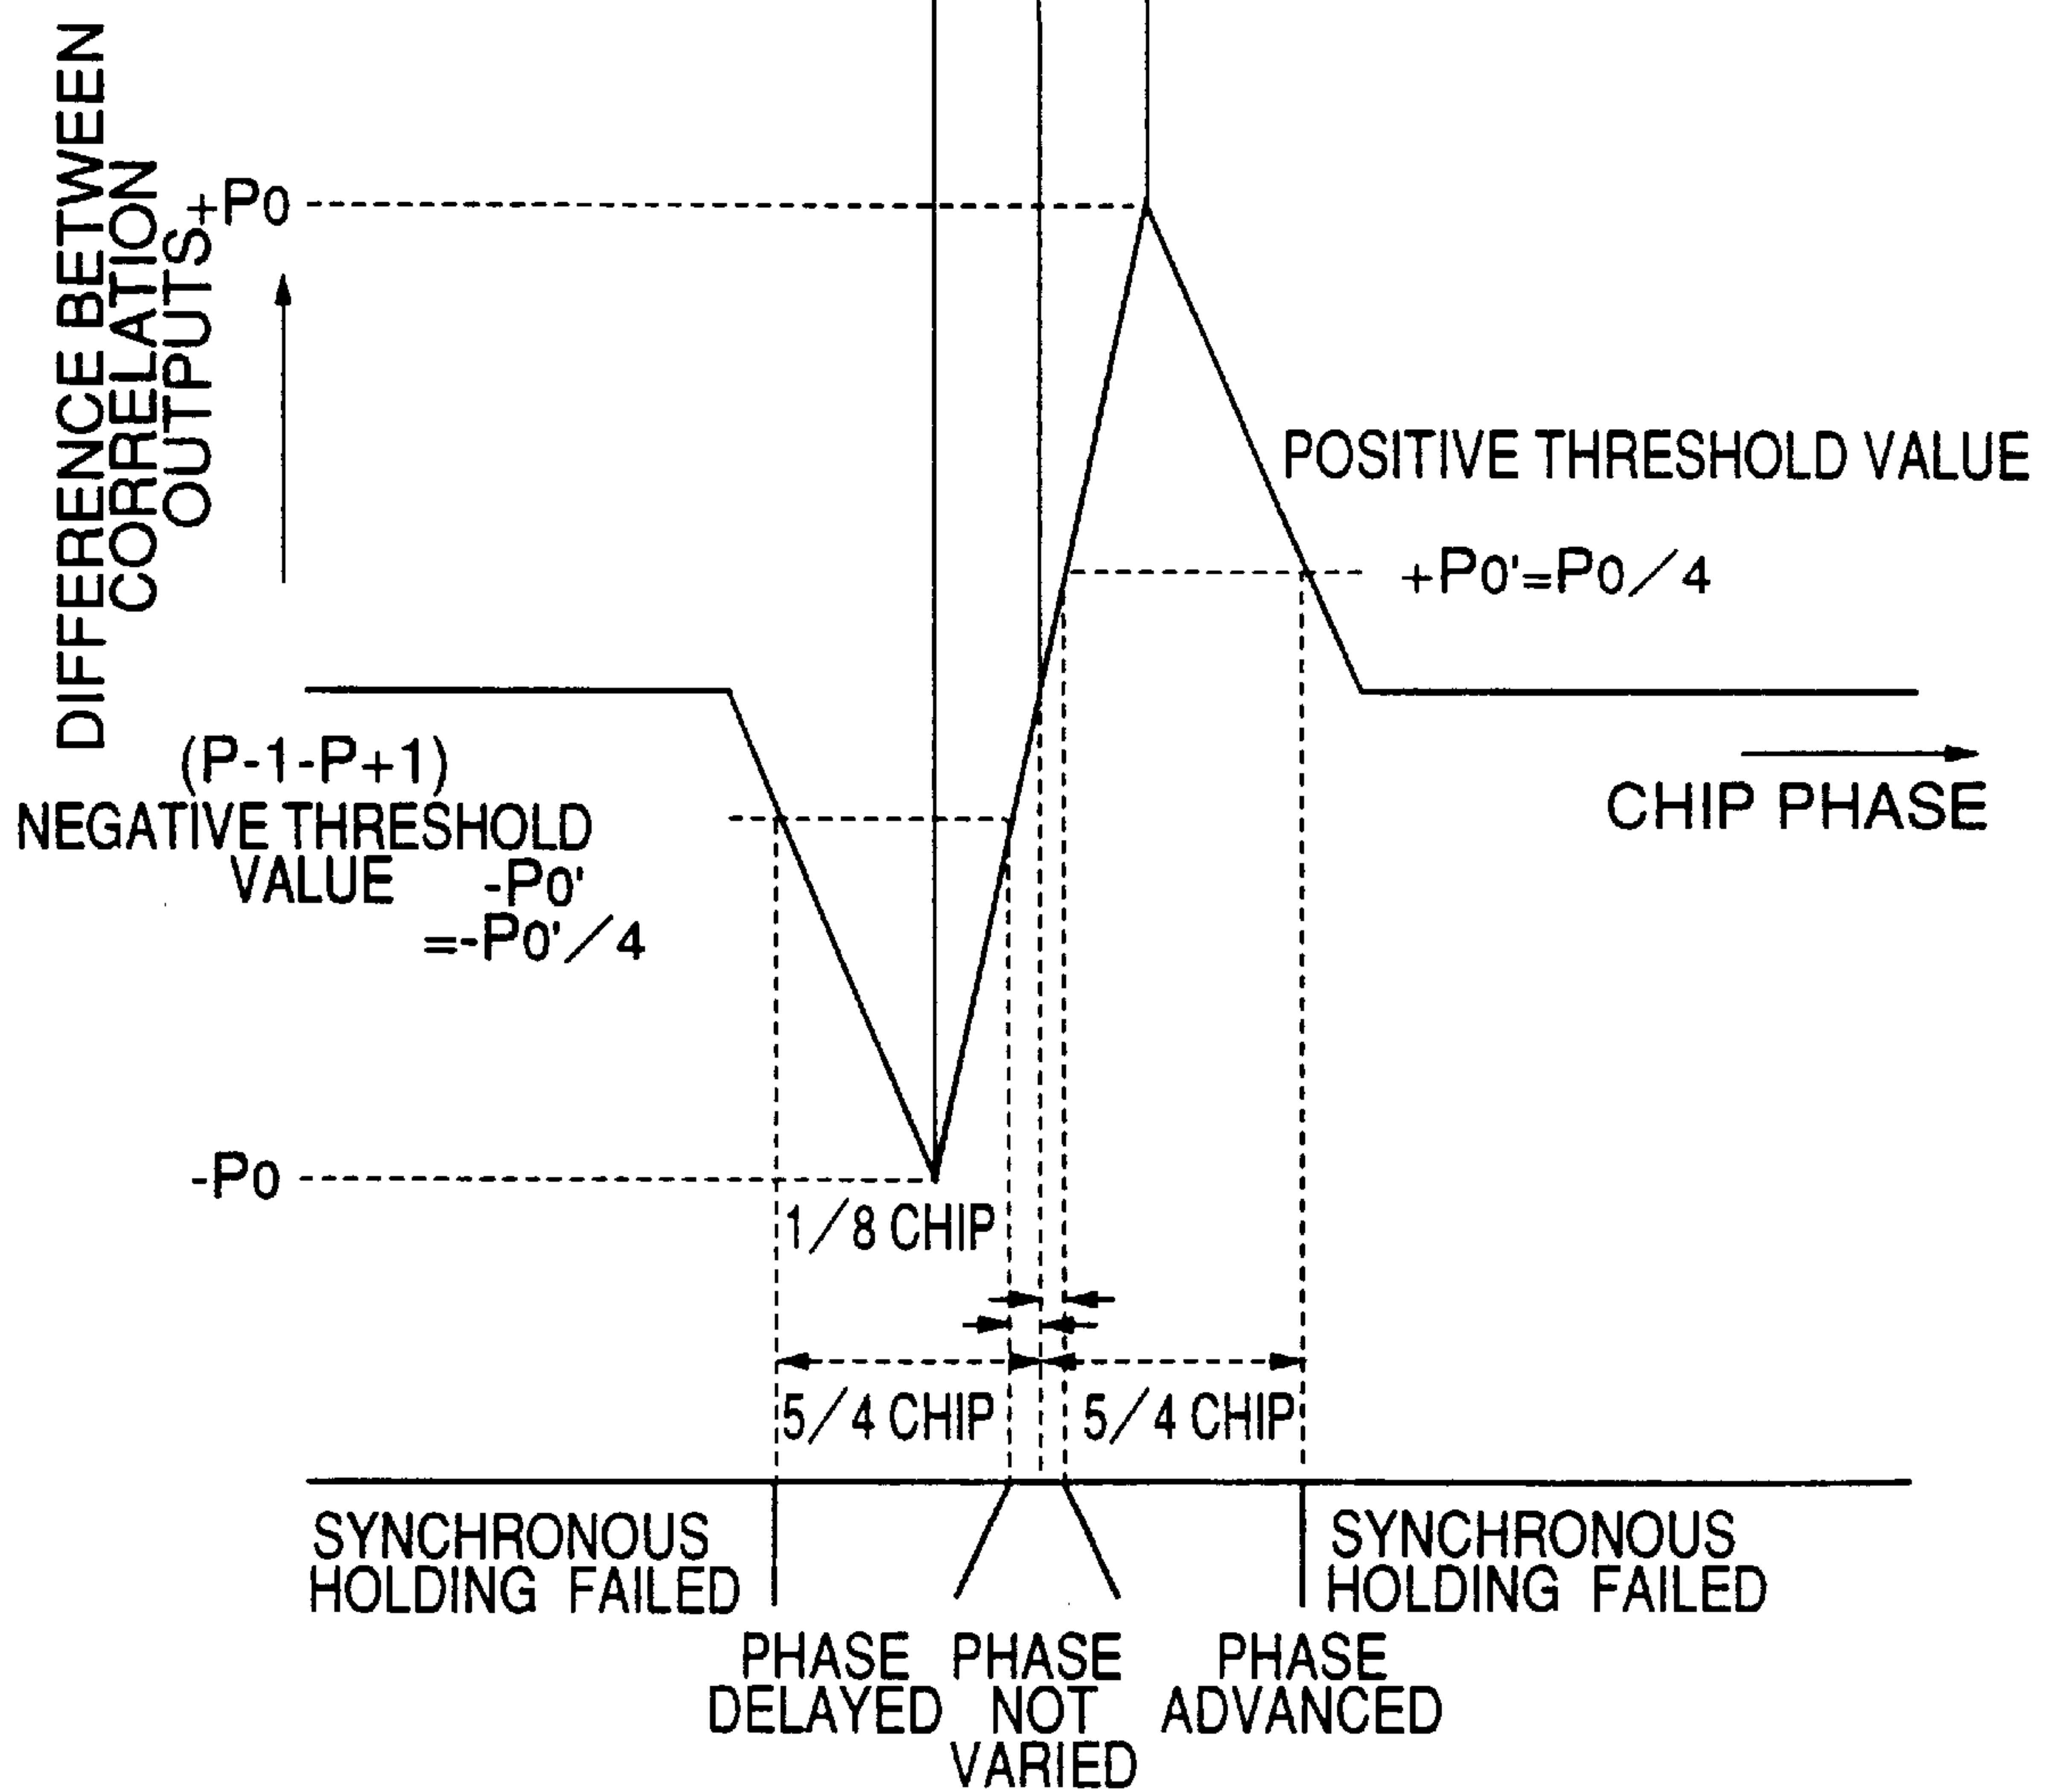 DIFFERENCE BETWEEN
CORRELATION
OUTPUTS
+P0
POSITIVE THRESHOLD VALUE
+P0'=P0/4
(P-1-P+1)
NEGATIVE THRESHOLD
VALUE -P0'
=-P0'/4
CHIP PHASE
-P0
1/8 CHIP
5/4 CHIP
5/4 CHIP
SYNCHRONOUS
HOLDING FAILED
SYNCHRONOUS
HOLDING FAILED
PHASE
DELAYED
PHASE
NOT
VARIED
PHASE
ADVANCED